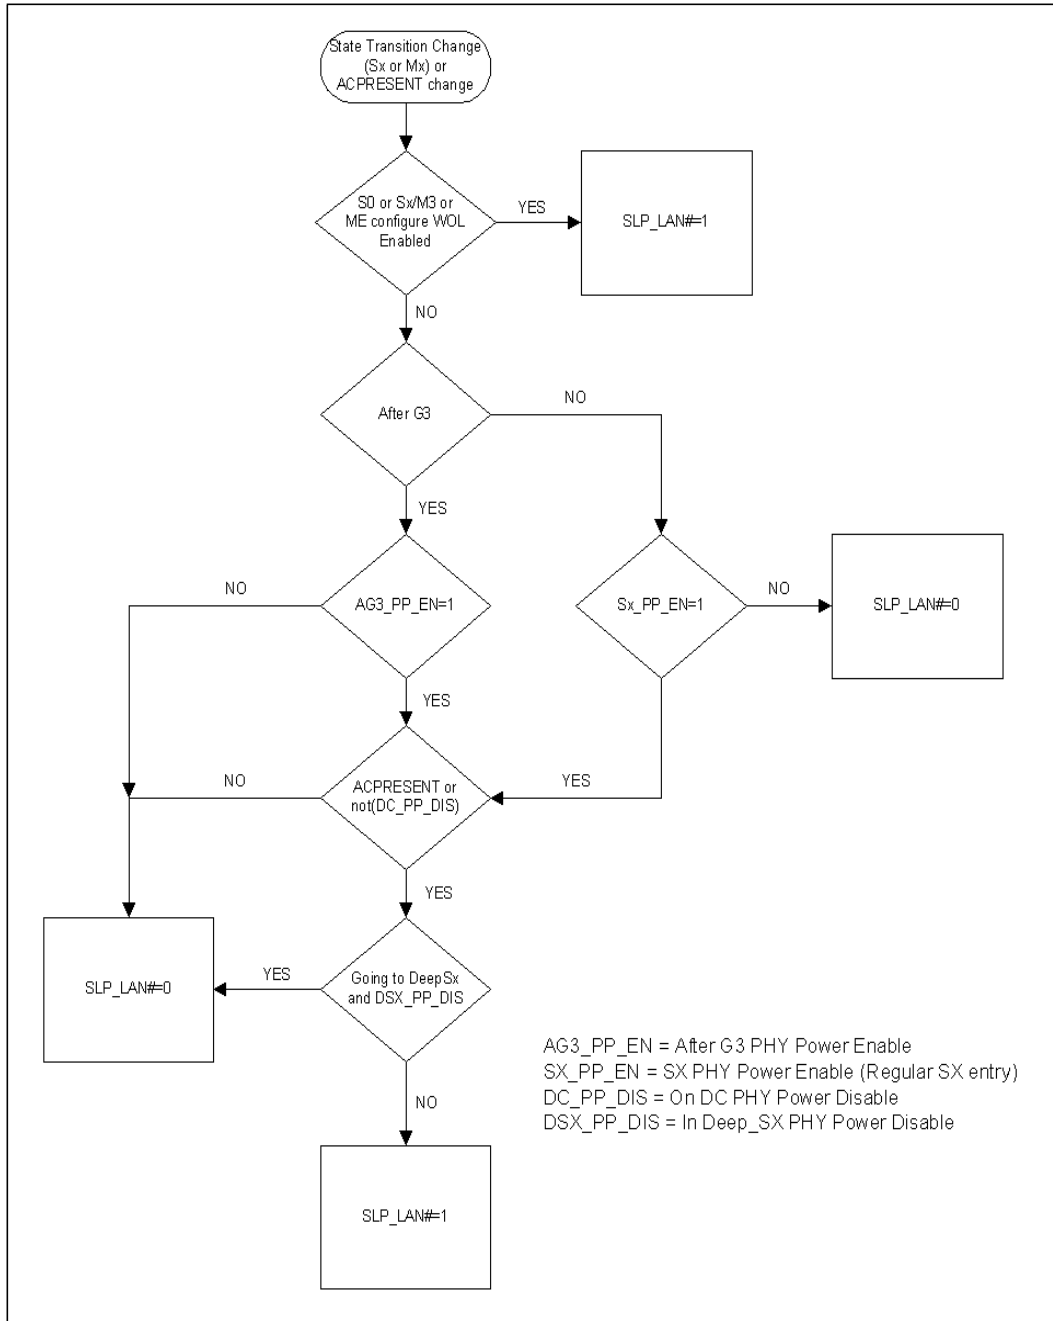 State Transition Change
(Sx or Mx) or
ACPRESENT change
S0 or Sx/M3 or
ME configure WOL
Enabled
YES
SLP_LAN#=1
NO
After G3
NO
YES
AG3_PP_EN=1
NO
Sx_PP_EN=1
NO
SLP_LAN#=0
YES
ACPRESENT or
not(DC_PP_DIS)
NO
YES
YES
Going to DeepSx
and DSX_PP_DIS
YES
SLP_LAN#=0
NO
SLP_LAN#=1
AG3_PP_EN = After G3 PHY Power Enable
SX_PP_EN = SX PHY Power Enable (Regular SX entry)
DC_PP_DIS = On DC PHY Power Disable
DSX_PP_DIS = In Deep_SX PHY Power Disable